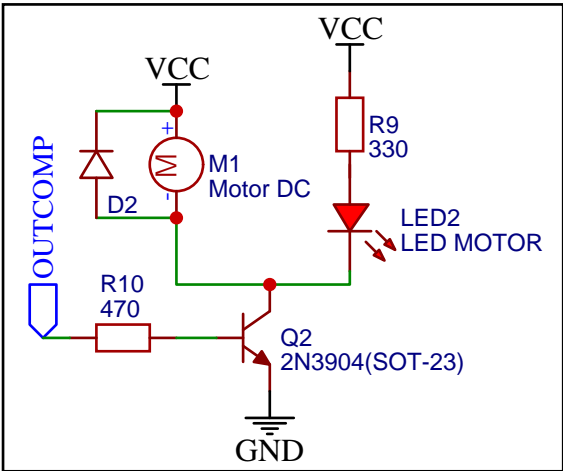 VCC
VCC
R9
330
+
M
M1
Motor DC
-
D2
OUTCOMP
LED2
LED MOTOR
R10
470
Q2
2N3904(SOT-23)
GND